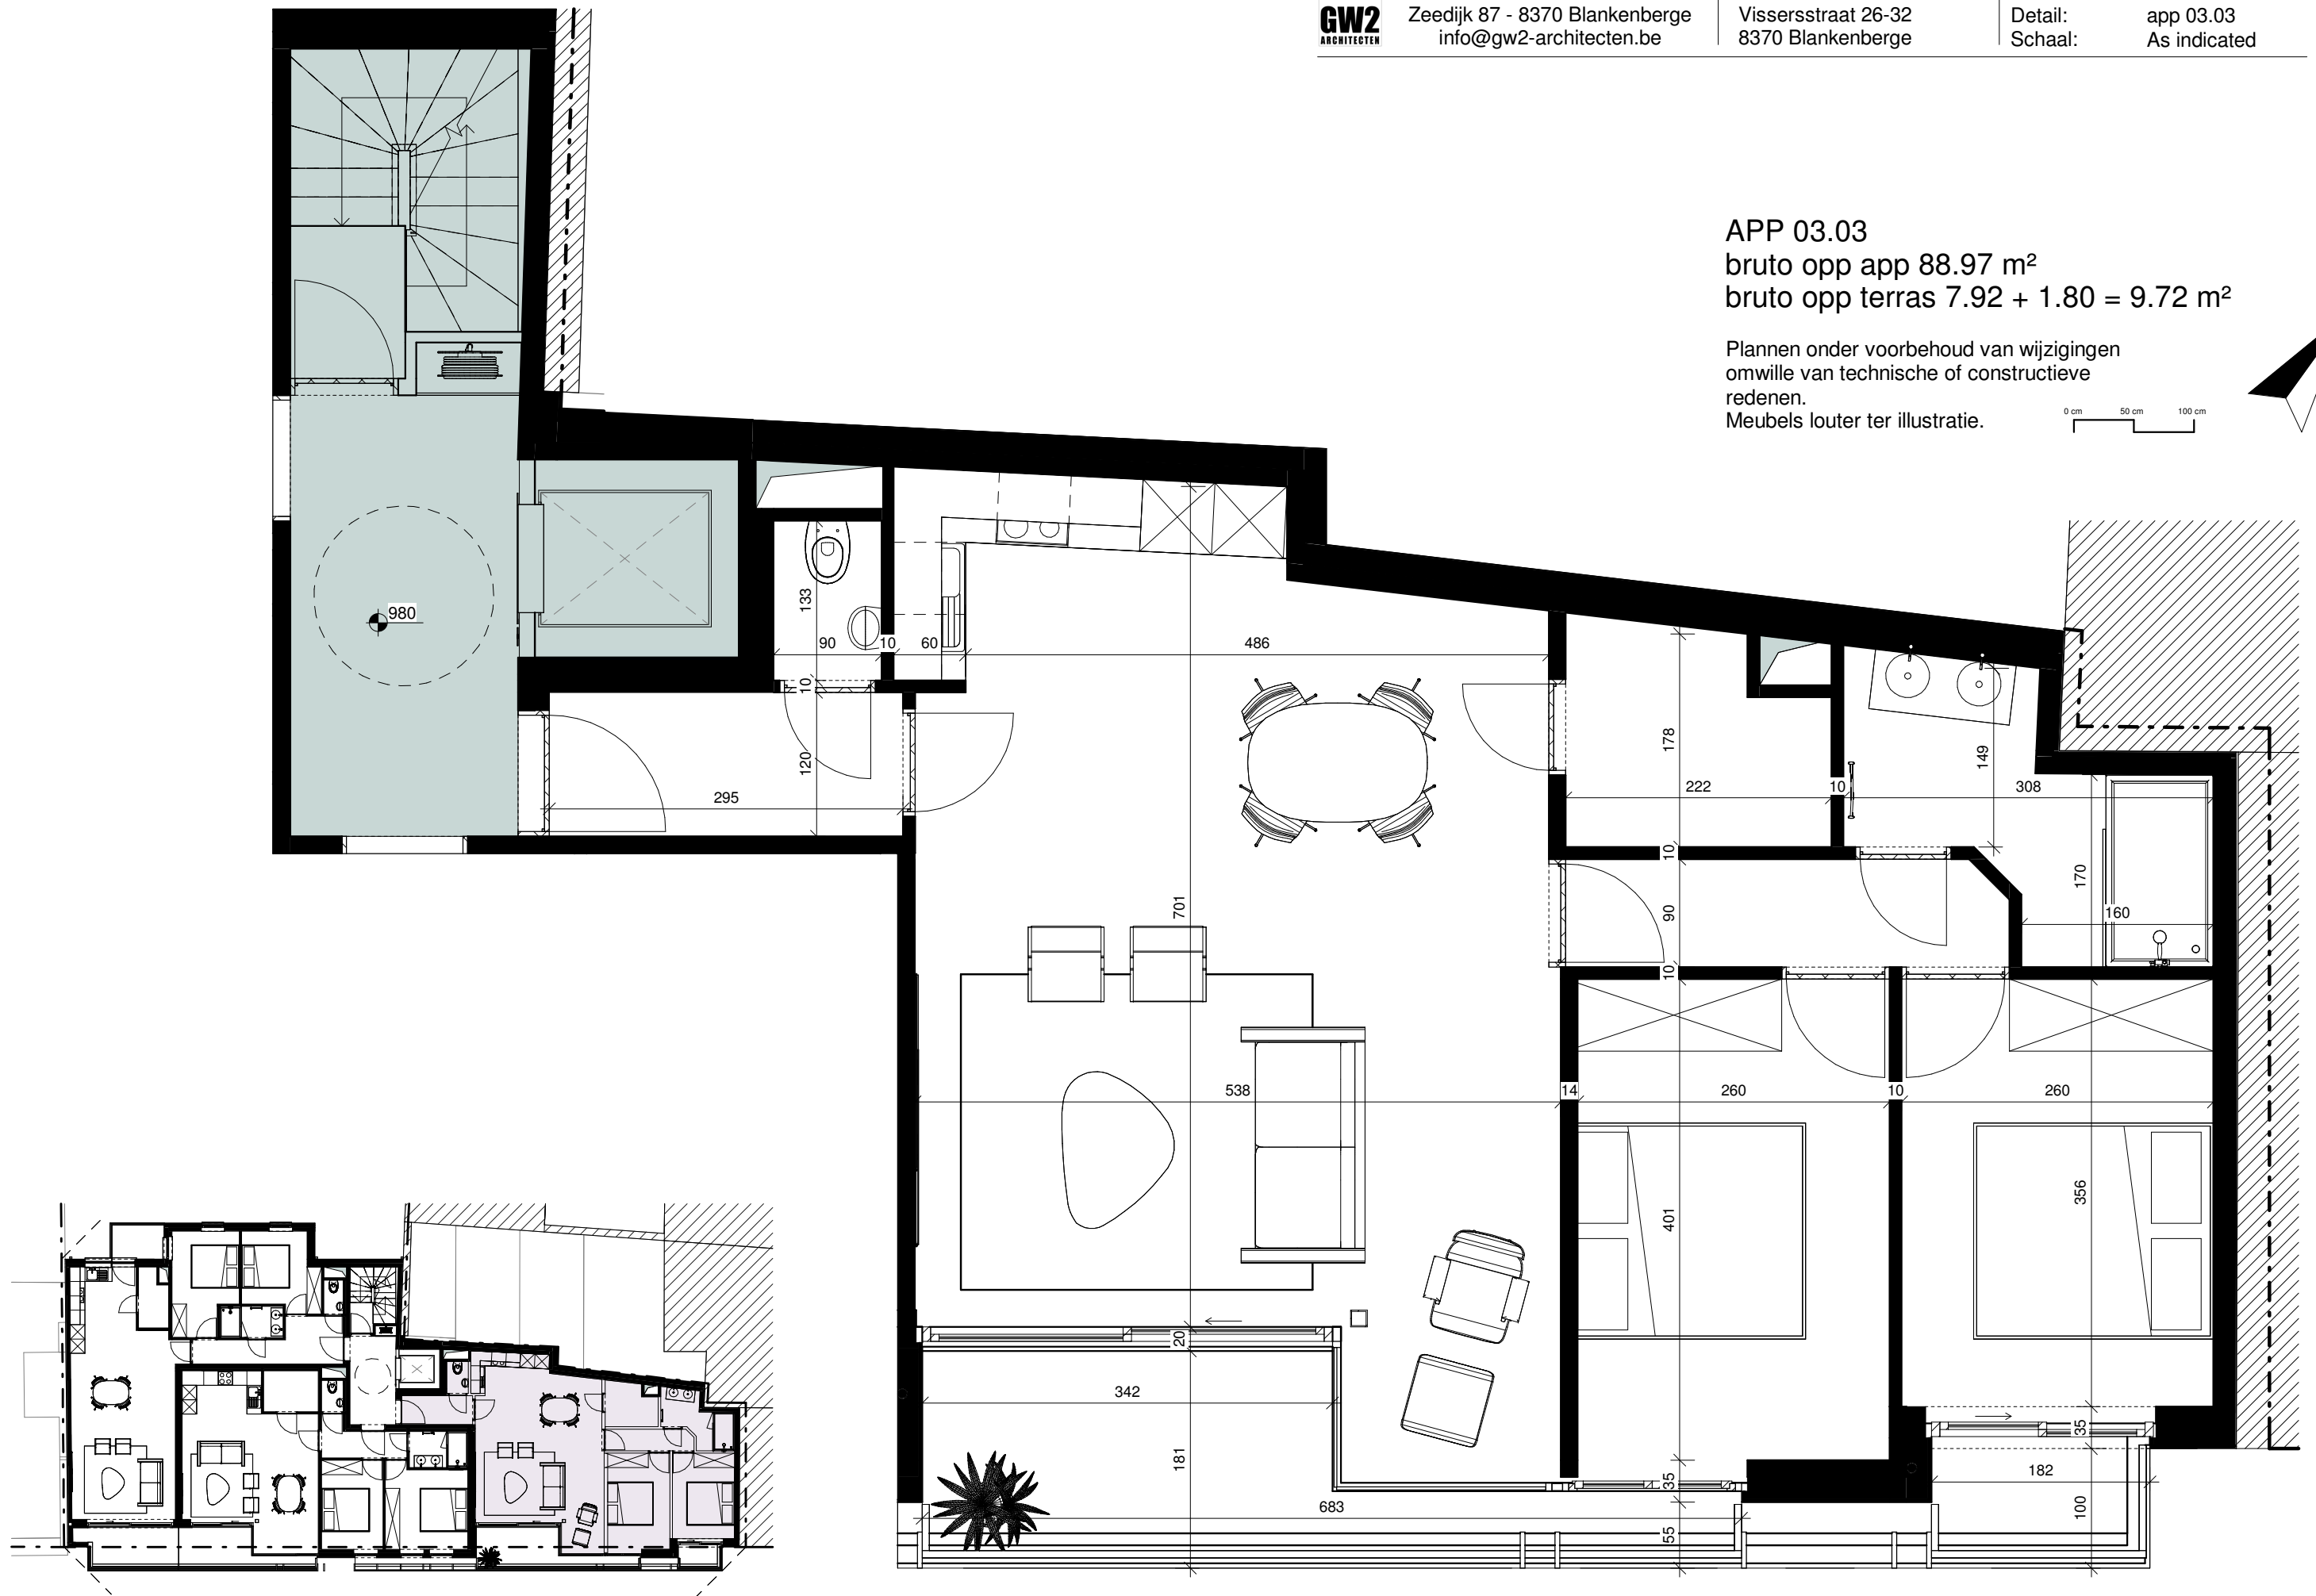 GW2
ARCHITECTEN
Zeedijk 87 - 8370 Blankenberge
info@gw2-architecten.be
Vissersstraat 26-32
8370 Blankenberge
Detail: app 03.03
Schaal: As indicated
APP 03.03
bruto opp app 88.97 m²
bruto opp terras 7.92 + 1.80 = 9.72 m²
Plannen onder voorbehoud van wijzigingen
omwille van technische of constructieve
redenen.
Meubels louter ter illustratie.
0 cm 50 cm 100 cm
980
133
90 10 60 486
10
120
295
178
149
222 10 308
10
170
701
90
160
10
538 14 260 10 260
356
401
20
342
35
181
182
35
683
100
55